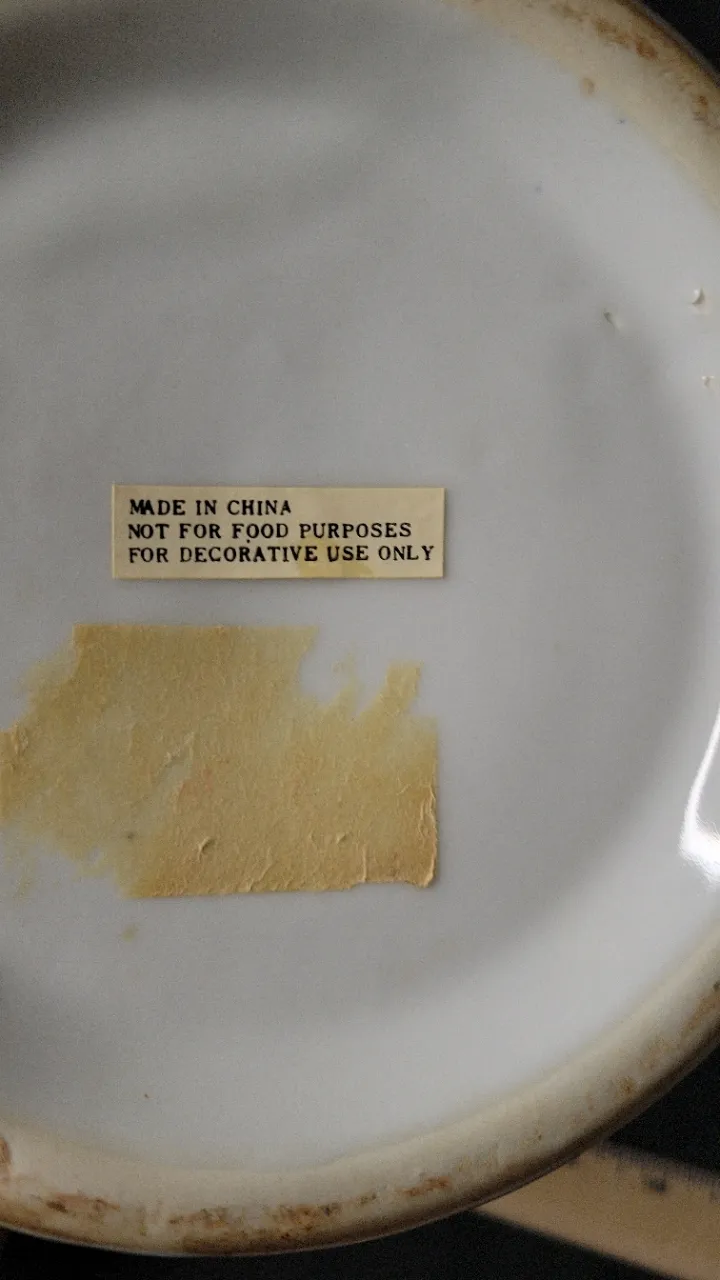 MADE IN CHINA
NOT FOR FOOD PURPOSES
FOR DECORATIVE USE ONLY